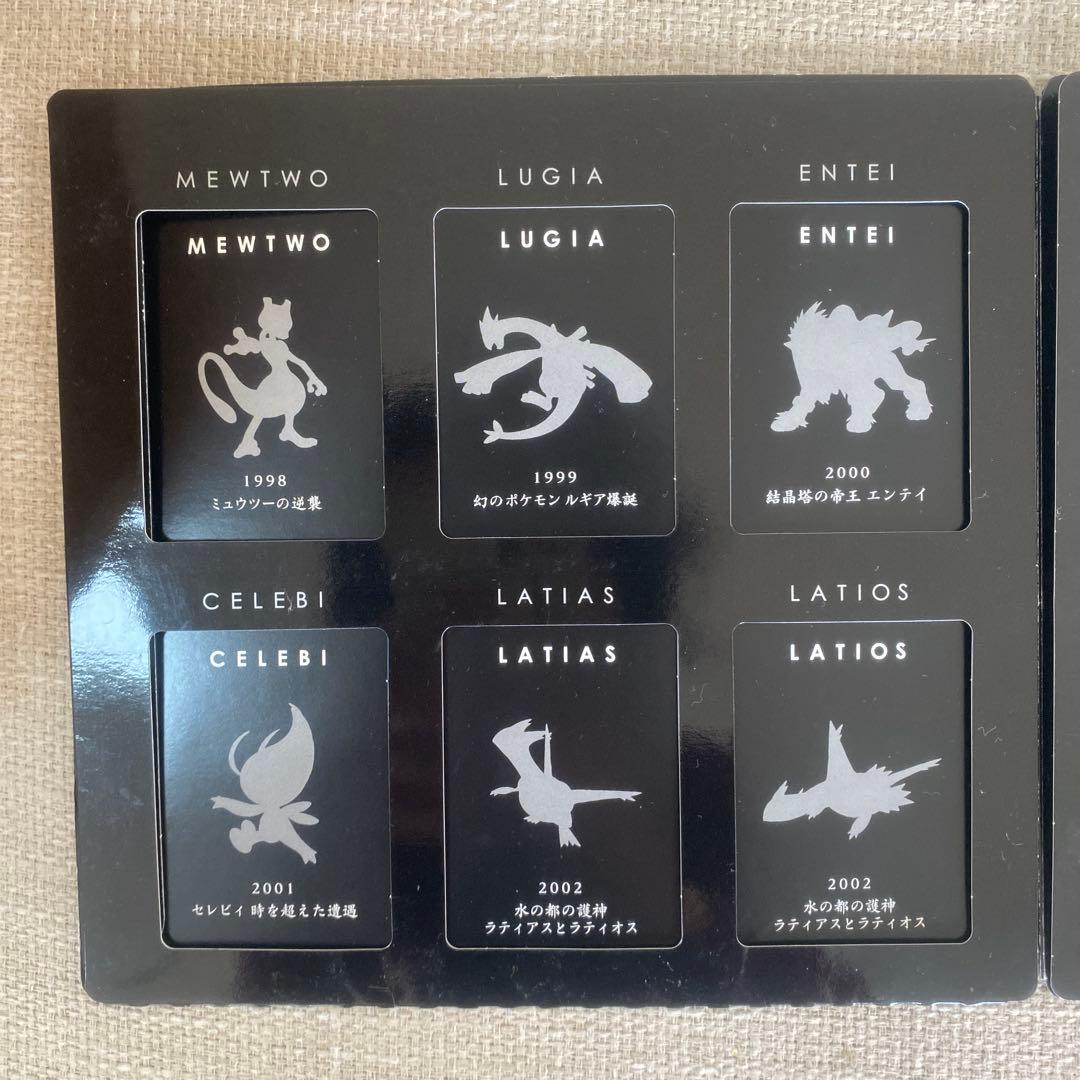 MEWTWO
LUGIA
ENTEI
MEWTWO
1998
ミュウツーの逆襲
LUGIA
1999
幻のポケモン ルギア爆誕
ENTEI
2000
結晶塔の帝王 エンテイ
CELEBI
LATIAS
LATIOS
CELEBI
2001
セレビィ 時を超えた遭遇
LATIAS
2002
水の都の護神
ラティアスとラティオス
LATIOS
2002
水の都の護神
ラティアスとラティオス